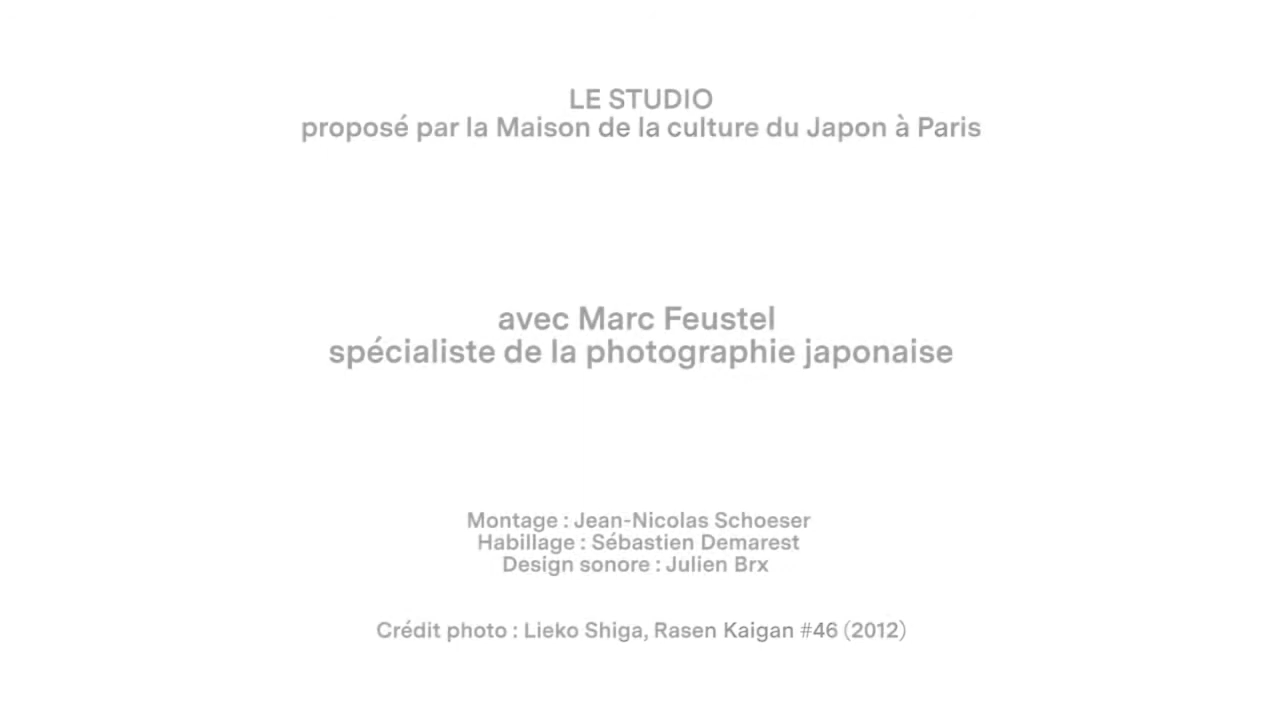 LE STUDIO
proposé par la Maison de la culture du Japon à Paris
avec Marc Feustel
spécialiste de la photographie japonaise
Montage : Jean-Nicolas Schoeser
Habillage : Sébastien Demarest
Design sonore : Julien Brx
Crédit photo : Lieko Shiga, Rasen Kaigan #46 (2012)